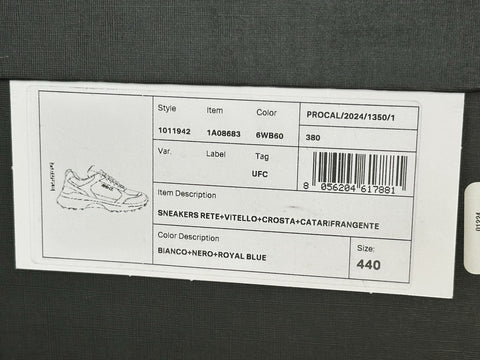 Style Item Color PROCAL/2024/1350/1
1011942 1A08683 6WB60 380
Var. Label Tag
UFC
8 056204 617881
Item Description
SNEAKERS RETE+VITELLO+CROSTA+CATARIFRANGENTE
Color Description
BIANCO+NERO+ROYAL BLUE
Size:
440
01224